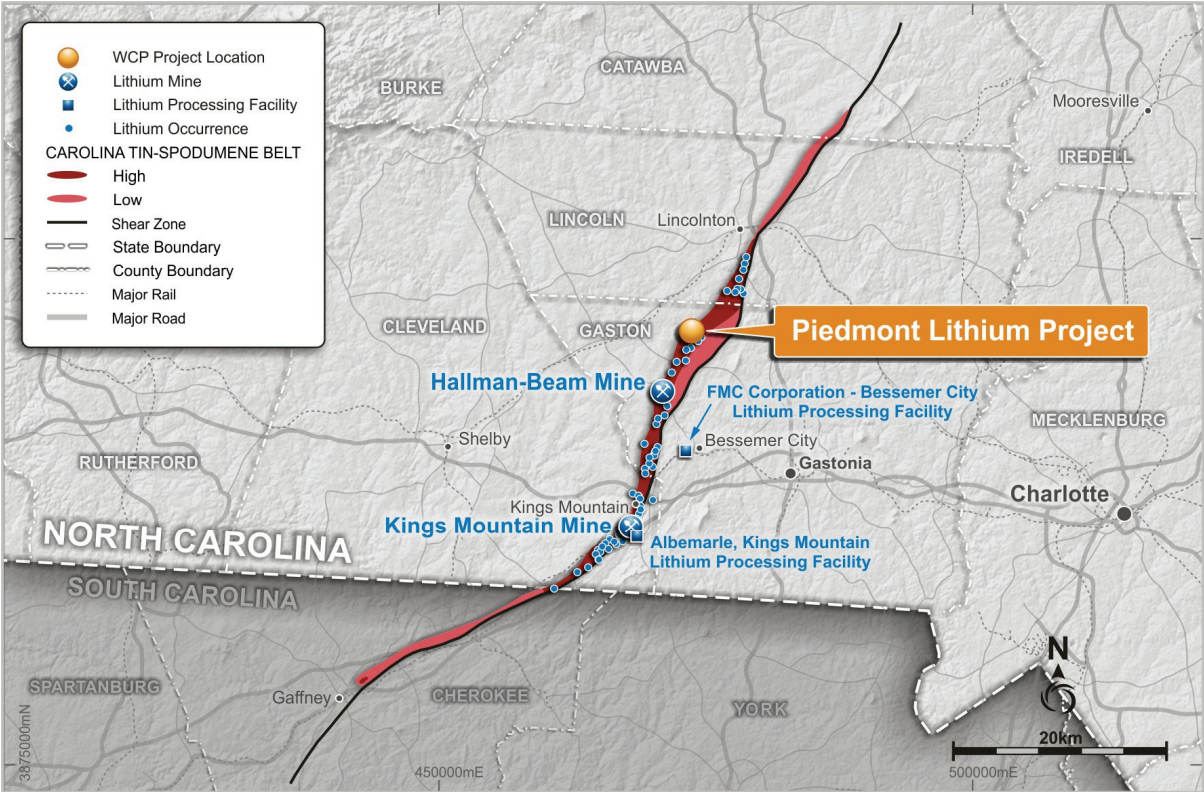 WCP Project Location
Lithium Mine
Lithium Processing Facility
Lithium Occurrence
CAROLINA TIN-SPODUMENE BELT
High
Low
Shear Zone
State Boundary
County Boundary
Major Rail
Major Road
BURKE
CATAWBA
Mooresville
IREDELL
LINCOLN
Lincolnton
CLEVELAND
GASTON
Piedmont Lithium Project
Hallman-Beam Mine
FMC Corporation - Bessemer City
Lithium Processing Facility
MECKLENBURG
Shelby
Bessemer City
RUTHERFORD
Gastonia
Charlotte
Kings Mountain
Kings Mountain Mine
NORTH CAROLINA
Albemarle, Kings Mountain
Lithium Processing Facility
SOUTH CAROLINA
SPARTANBURG
Gaffney
CHEROKEE
YORK
N
20km
3875000mN
450000mE
500000mE